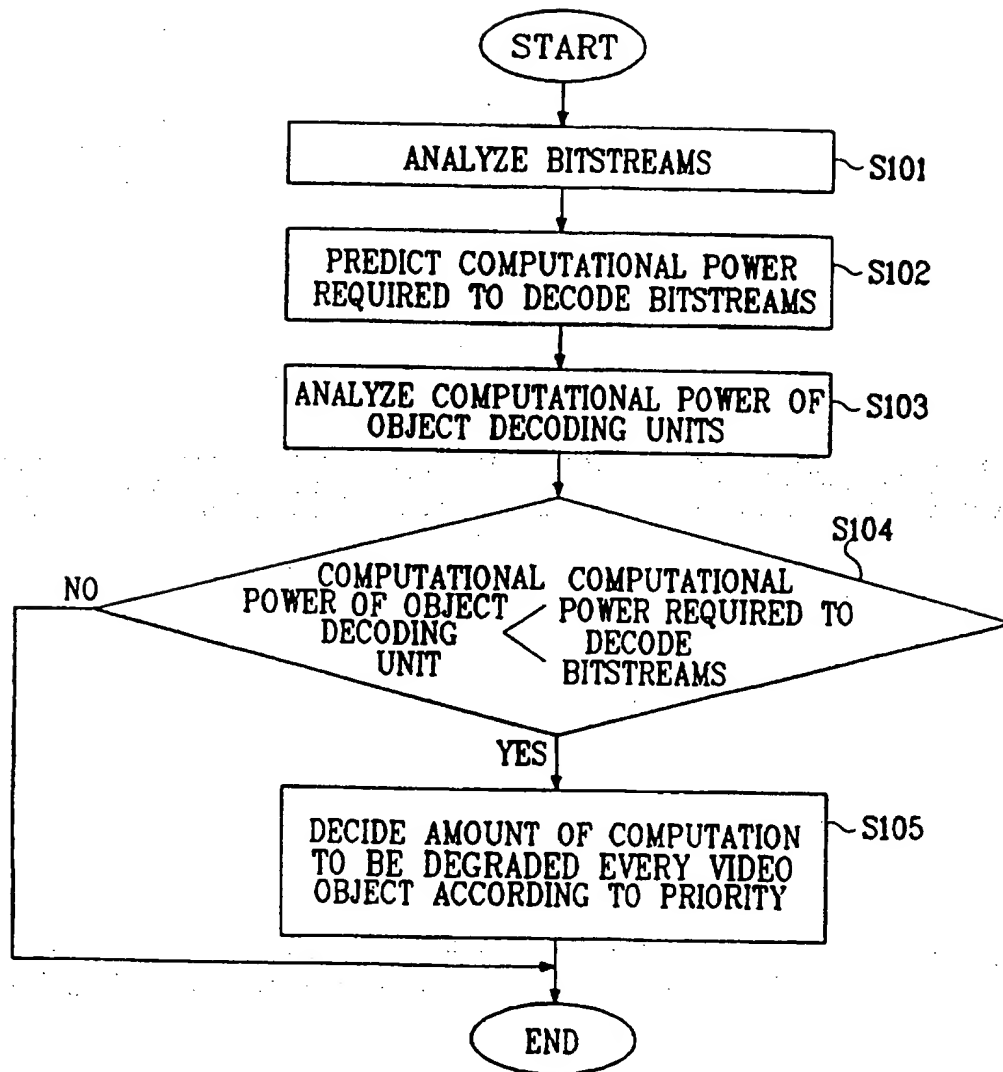 START
ANALYZE BITSTREAMS
S101
PREDICT COMPUTATIONAL POWER
REQUIRED TO DECODE BITSTREAMS
S102
ANALYZE COMPUTATIONAL POWER OF
OBJECT DECODING UNITS
S103
S104
NO
COMPUTATIONAL
POWER OF OBJECT
DECODING
UNIT
<
COMPUTATIONAL
POWER REQUIRED TO
DECODE
BITSTREAMS
YES
DECIDE AMOUNT OF COMPUTATION
TO BE DEGRADED EVERY VIDEO
OBJECT ACCORDING TO PRIORITY
S105
END